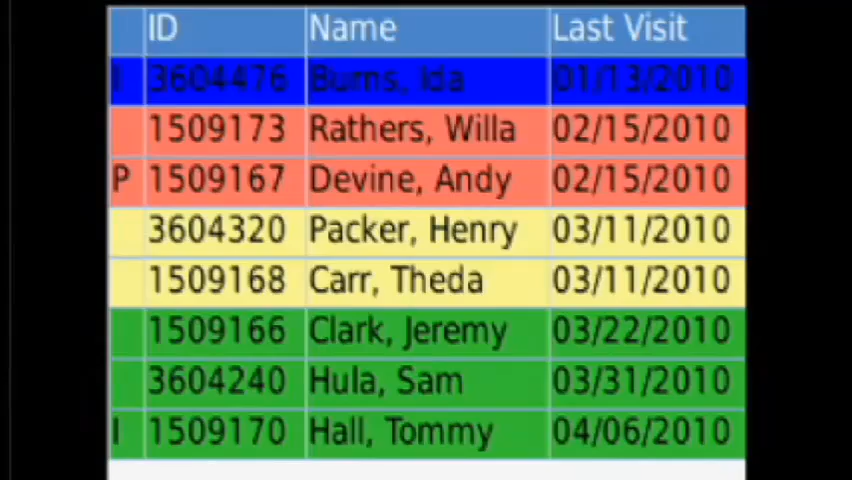 ID Name Last Visit
I 3604476 Burns, Ida 01/13/2010
1509173 Rathers, Willa 02/15/2010
P 1509167 Devine, Andy 02/15/2010
3604320 Packer, Henry 03/11/2010
1509168 Carr, Theda 03/11/2010
1509166 Clark, Jeremy 03/22/2010
3604240 Hula, Sam 03/31/2010
I 1509170 Hall, Tommy 04/06/2010